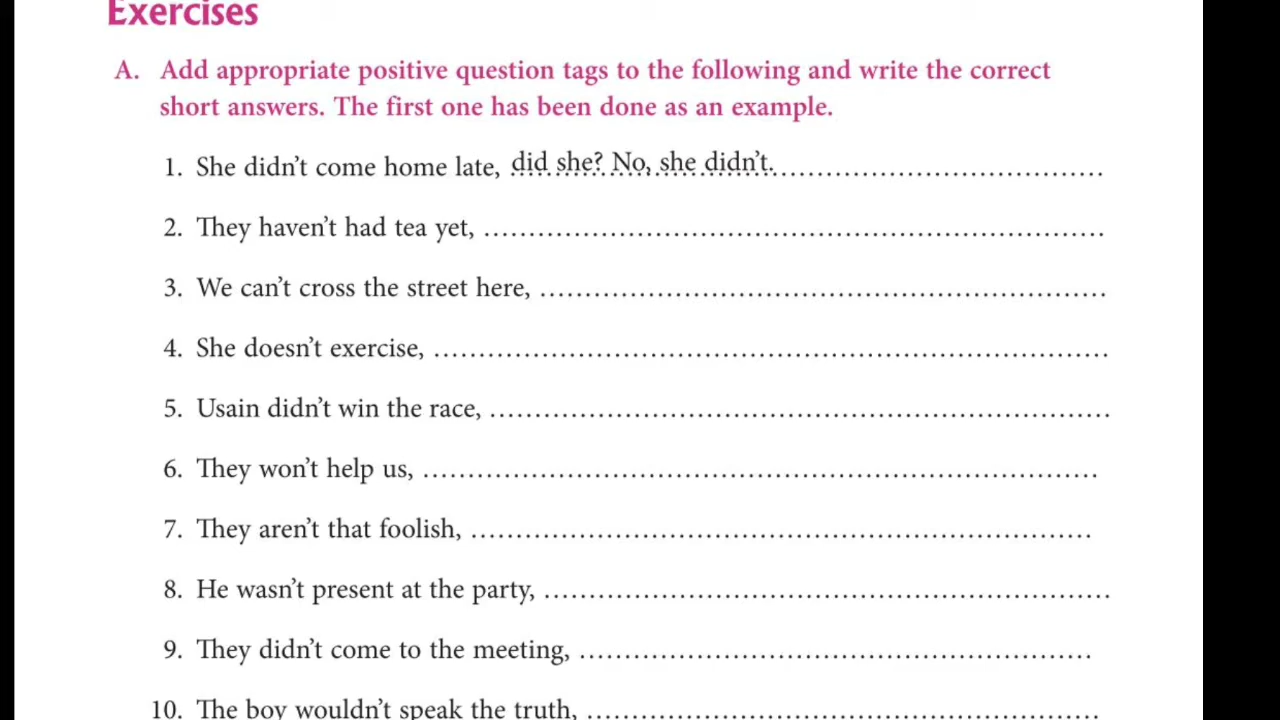 Exercises
A. Add appropriate positive question tags to the following and write the correct
short answers. The first one has been done as an example.
1. She didn't come home late, did she? No, she didn't. ....................................
2. They haven't had tea yet, .....................................................................
3. We can't cross the street here, ...............................................................
4. She doesn't exercise, ...........................................................................
5. Usain didn't win the race, .....................................................................
6. They won't help us, ...........................................................................
7. They aren't that foolish, .....................................................................
8. He wasn't present at the party, ...............................................................
9. They didn't come to the meeting, .........................................................
10. The boy wouldn't speak the truth, .........................................................